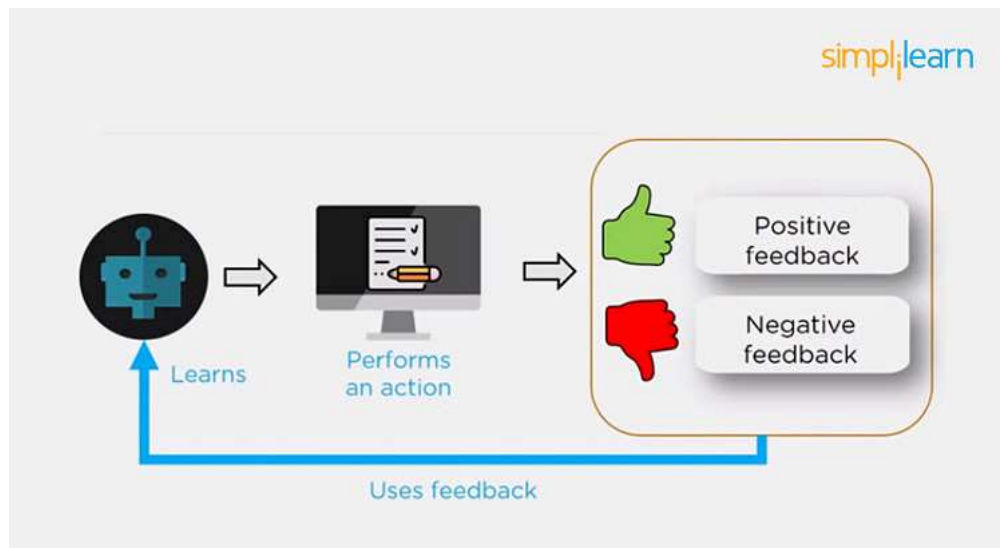 simplilearn
Positive
feedback
Negative
feedback
Learns
Performs
an action
Uses feedback